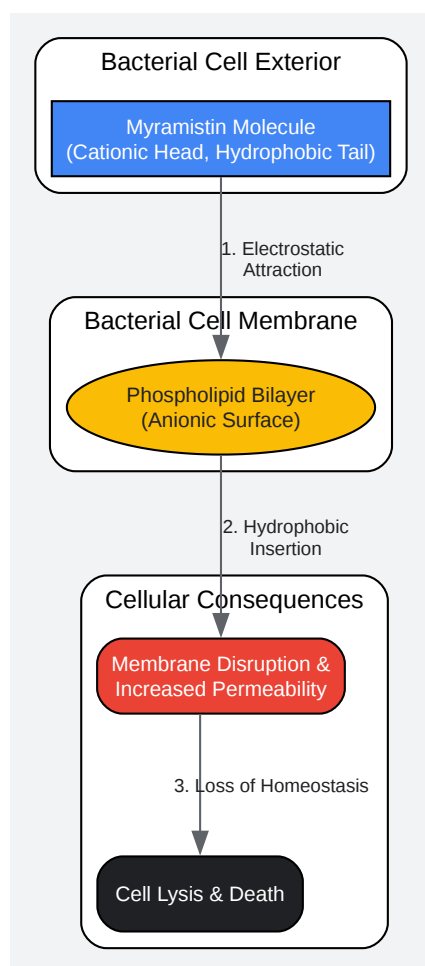 Bacterial Cell Exterior
Myramistin Molecule
(Cationic Head, Hydrophobic Tail)
1. Electrostatic
Attraction
Bacterial Cell Membrane
Phospholipid Bilayer
(Anionic Surface)
2. Hydrophobic
Insertion
Cellular Consequences
Membrane Disruption &
Increased Permeability
3. Loss of Homeostasis
Cell Lysis & Death